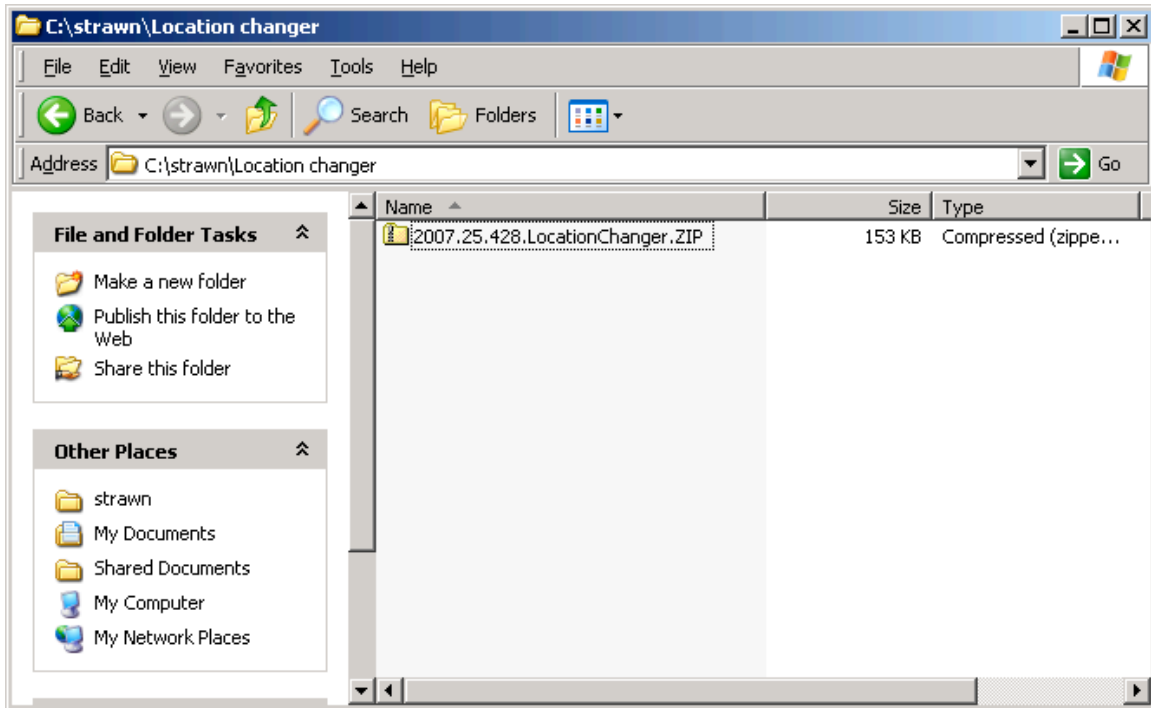 C:\strawn\Location changer
File Edit View Favorites Tools Help
Back Search Folders
Address C:\strawn\Location changer Go
Name Size Type
File and Folder Tasks
2007.25.428.LocationChanger.ZIP 153 KB Compressed (zippe...
Make a new folder
Publish this folder to the
Web
Share this folder
Other Places
strawn
My Documents
Shared Documents
My Computer
My Network Places